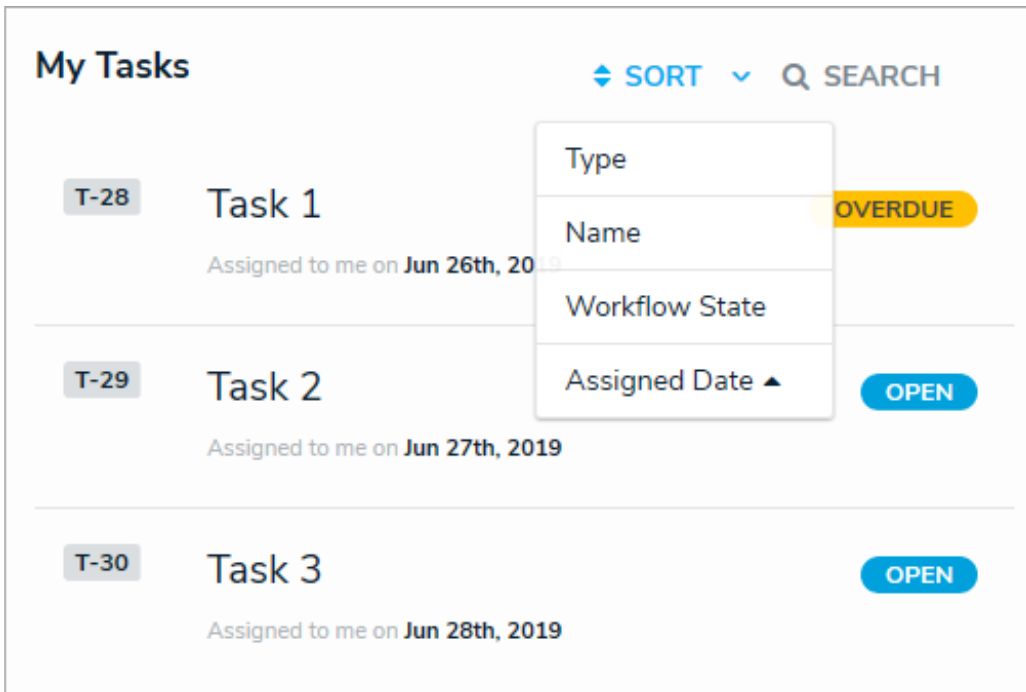 My Tasks
SORT
SEARCH
Type
Name
Workflow State
Assigned Date
T-28
Task 1
OVERDUE
Assigned to me on Jun 26th, 2019
T-29
Task 2
OPEN
Assigned to me on Jun 27th, 2019
T-30
Task 3
OPEN
Assigned to me on Jun 28th, 2019